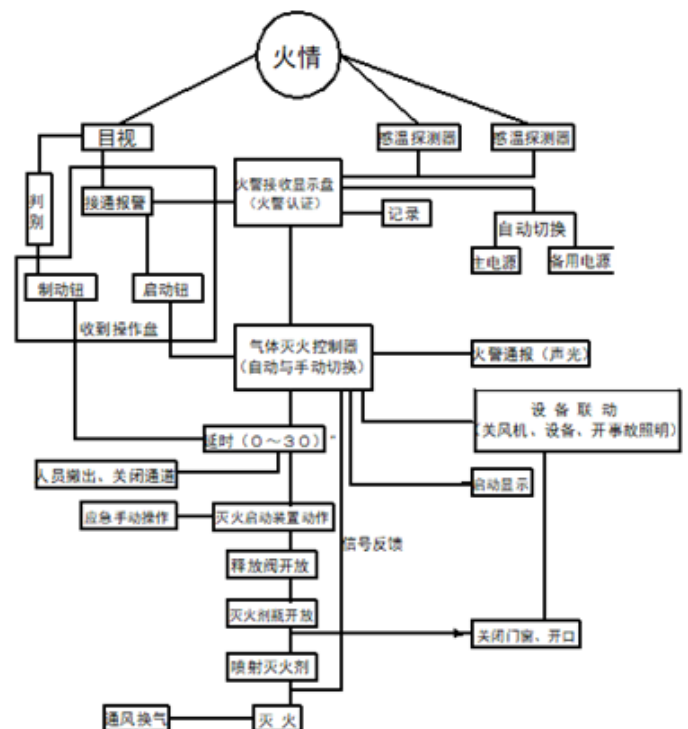 火情
目视
感温探测器
感温探测器
判
别
接通报警
火警接收显示盘
（火警认证）
记录
自动切换
主电源
备用电源
制动钮
启动钮
收到操作盘
气体灭火控制器
（自动与手动切换）
火警通报（声光）
设备联动
（关风机、设备、开事故照明）
延时（0～30）"
人员搬出、关闭通道
启动显示
应急手动操作
灭火启动装置动作
信号反馈
释放阀开放
灭火剂瓶开放
关闭门窗、开口
喷射灭火剂
通风换气
灭火